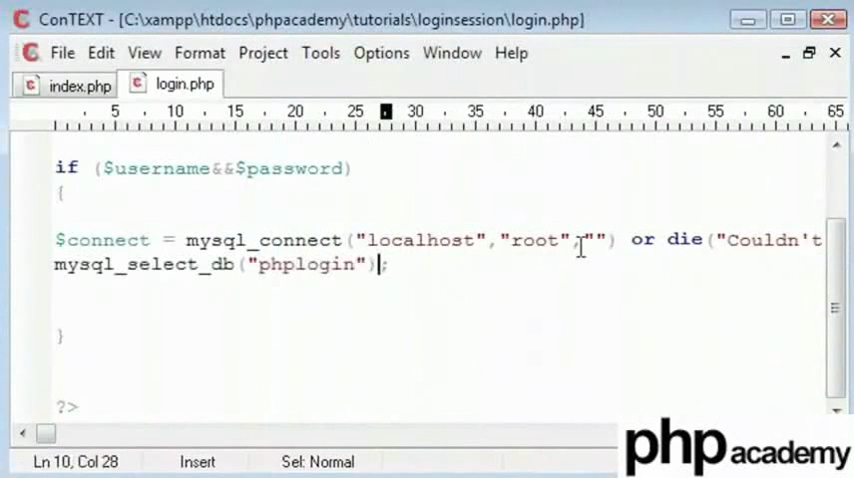 ConTEXT - [C:\xampp\htdocs\phpacademy\tutorials\loginsession\login.php]
File Edit View Format Project Tools Options Window Help
index.php login.php
5 10 15 20 25 30 35 40 45 50 55 60 65
if ($username&&$password)
{
$connect = mysql_connect("localhost","root","") or die("Couldn't
mysql_select_db("phplogin");
}
?>
Ln 10, Col 28 Insert Sel: Normal
php academy